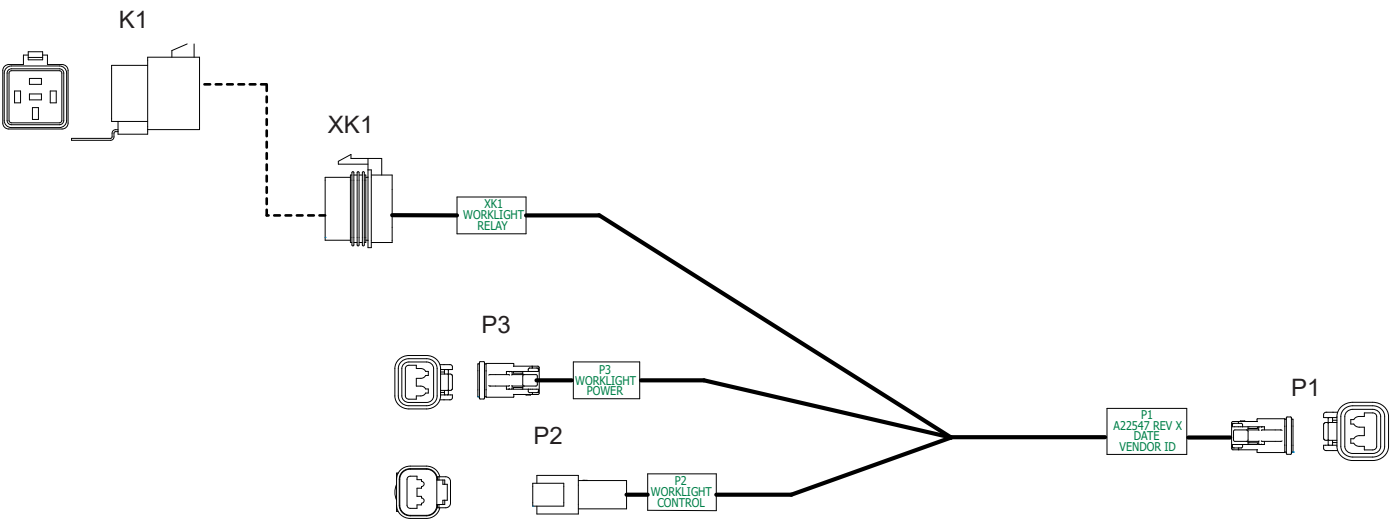 K1
XK1
XK1
WORKLIGHT
RELAY
P3
P3
WORKLIGHT
POWER
P2
P2
WORKLIGHT
CONTROL
P1
P1
A22547 REV X
DATE
VENDOR ID